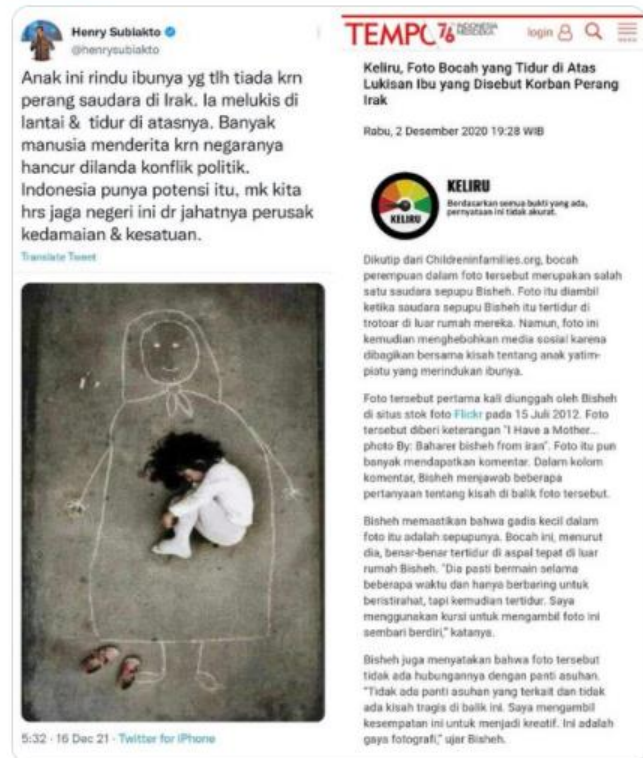 Henry Subiakto
@henrysubiakto
Anak ini rindu ibunya yg tlh tiada krn
perang saudara di Irak. Ia melukis di
lantai & tidur di atasnya. Banyak
manusia menderita krn negaranya
hancur dilanda konflik politik.
Indonesia punya potensi itu, mk kita
hrs jaga negeri ini dr jahatnya perusak
kedamaian & kesatuan.
Translate Tweet
5:32 · 16 Dec 21 · Twitter for iPhone
TEMPO 76 INDONESIA
MERDEKA
login
Keliru, Foto Bocah yang Tidur di Atas
Lukisan Ibu yang Disebut Korban Perang
Irak
Rabu, 2 Desember 2020 19:28 WIB
KELIRU
KELIRU
Berdasarkan semua bukti yang ada,
pernyataan ini tidak akurat.
Dikutip dari Childreninfamilies.org, bocah
perempuan dalam foto tersebut merupakan salah
satu saudara sepupu Bisheh. Foto itu diambil
ketika saudara sepupu Bisheh itu tertidur di
trotoar di luar rumah mereka. Namun, foto ini
kemudian menghebohkan media sosial karena
dibagikan bersama kisah tentang anak yatim-
piatu yang merindukan ibunya.
Foto tersebut pertama kali diunggah oleh Bisheh
di situs stok foto Flickr pada 15 Juli 2012. Foto
tersebut diberi keterangan "I Have a Mother...
photo By: Baharer bisheh from iran". Foto itu pun
banyak mendapatkan komentar. Dalam kolom
komentar, Bisheh menjawab beberapa
pertanyaan tentang kisah di balik foto tersebut.
Bisheh memastikan bahwa gadis kecil dalam
foto itu adalah sepupunya. Bocah ini, menurut
dia, benar-benar tertidur di aspal tepat di luar
rumah Bisheh. "Dia pasti bermain selama
beberapa waktu dan hanya berbaring untuk
beristirahat, tapi kemudian tertidur. Saya
menggunakan kursi untuk mengambil foto ini
sembari berdiri," katanya.
Bisheh juga menyatakan bahwa foto tersebut
tidak ada hubungannya dengan panti asuhan.
"Tidak ada panti asuhan yang terkait dan tidak
ada kisah tragis di balik ini. Saya mengambil
kesempatan ini untuk menjadi kreatif. Ini adalah
gaya fotografi," ujar Bisheh.